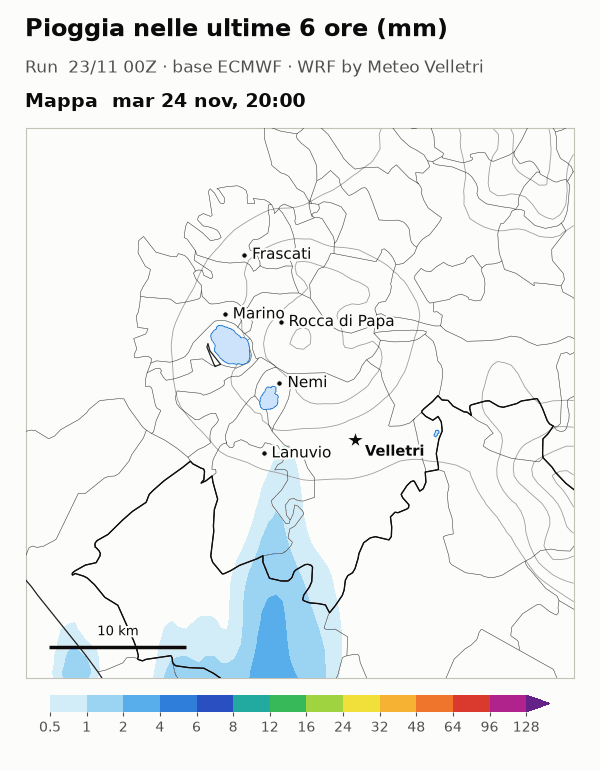 Pioggia nelle ultime 6 ore (mm)
Run  23/11 00Z · base ECMWF · WRF by Meteo Velletri
Mappa  mar 24 nov, 20:00
Frascati
Marino
Rocca di Papa
Nemi
Velletri
Lanuvio
10 km
0.5 1 2 4 6 8 12 16 24 32 48 64 96 128